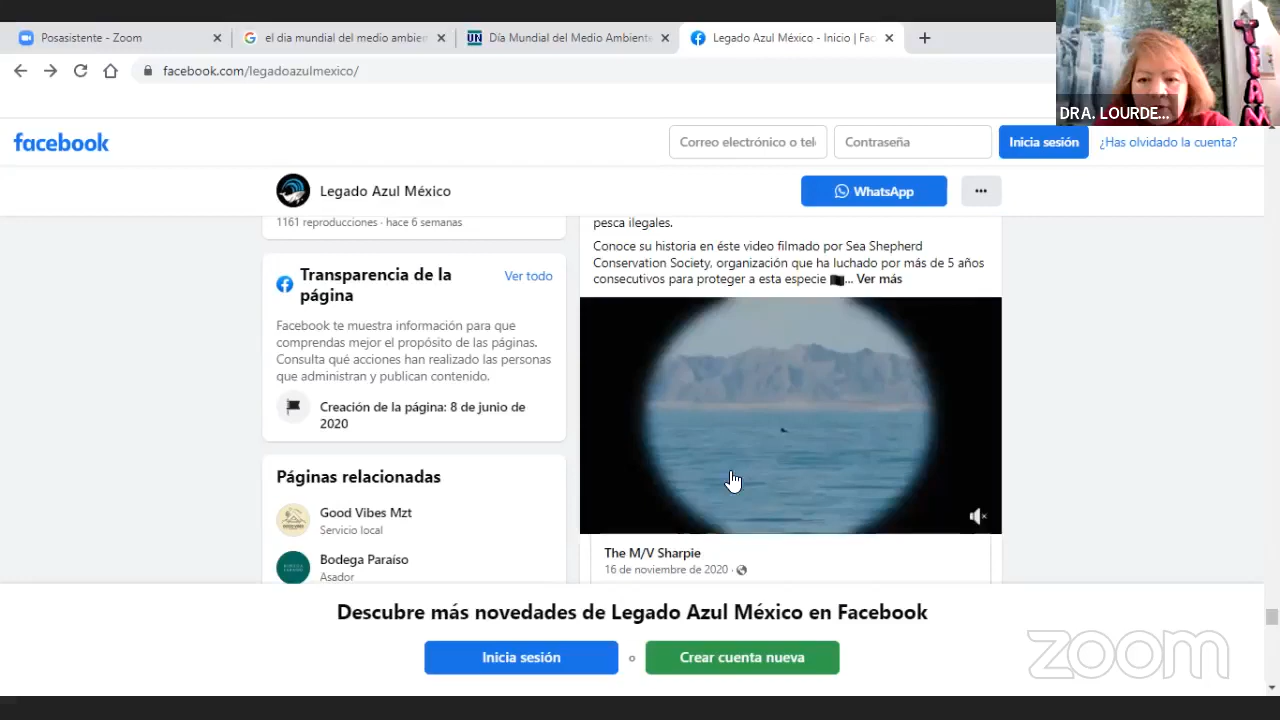 Posasistente - Zoom
el dia mundial del medio ambien
UN
Día Mundial del Medio Ambiente
Legado Azul México - Inicio | Fac
facebook.com/legadoazulmexico/
TEAM
DRA. LOURDE...
facebook
Correo electrónico o tel
Contraseña
Inicia sesión
¿Has olvidado la cuenta?
Legado Azul México
WhatsApp
...
1161 reproducciones · hace 6 semanas
Transparencia de la
página
Ver todo
Facebook te muestra información para que
comprendas mejor el propósito de las páginas.
Consulta qué acciones han realizado las personas
que administran y publican contenido.
Creación de la página: 8 de junio de
2020
Páginas relacionadas
Good Vibes Mzt
Servicio local
Bodega Paraíso
Asador
pesca ilegales.
Conoce su historia en éste video filmado por Sea Shepherd
Conservation Society, organización que ha luchado por más de 5 años
consecutivos para proteger a esta especie 🏴... Ver más
The M/V Sharpie
16 de noviembre de 2020 ·
Descubre más novedades de Legado Azul México en Facebook
Inicia sesión
o
Crear cuenta nueva
zoom